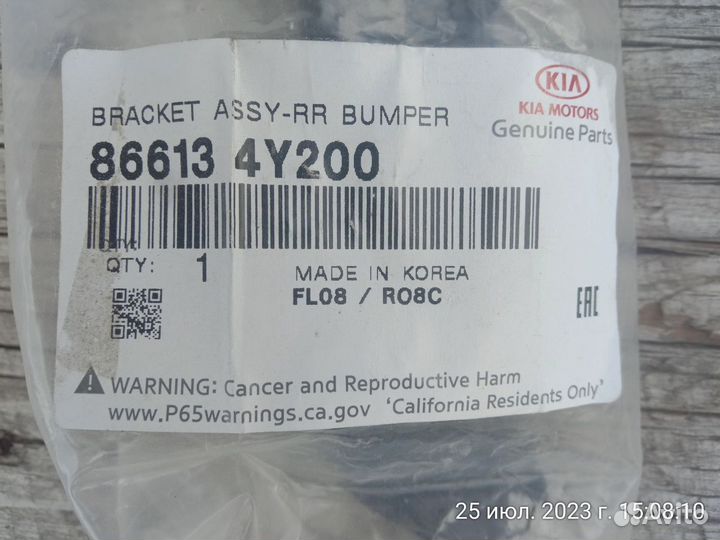 KIA
KIA MOTORS
Genuine Parts
BRACKET ASSY-RR BUMPER
86613 4Y200
QTY:
QTY: 1
MADE IN KOREA
FL08 / R08C
EAC
WARNING: Cancer and Reproductive Harm
www.P65warnings.ca.gov 'California Residents Only'
25 июл. 2023 г. 15:08:10
Avito